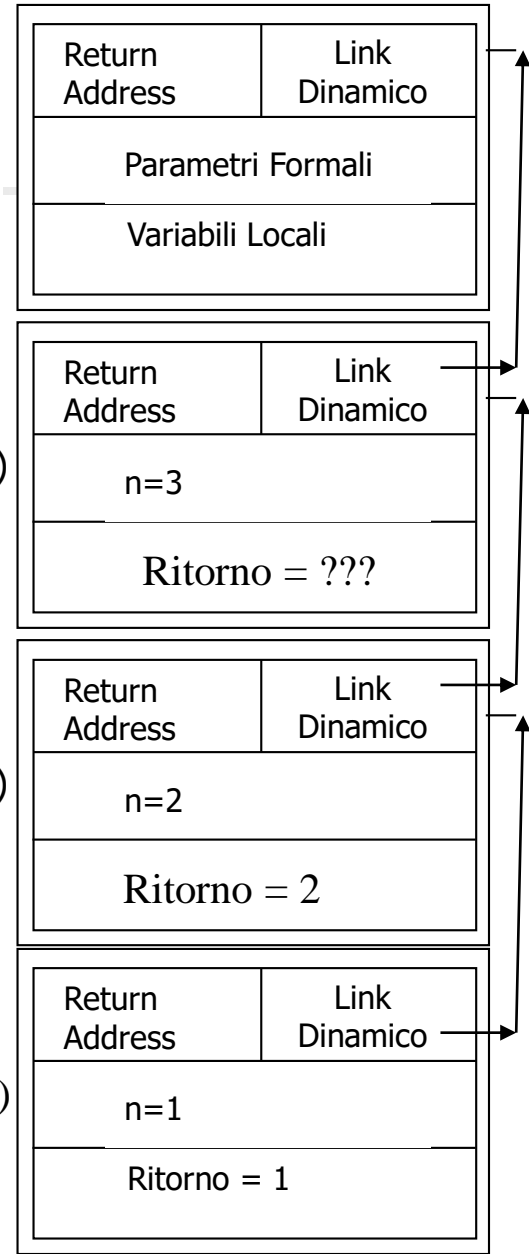 Return Link
Address Dinamico
Parametri Formali
Variabili Locali
Return Link
Address Dinamico
)
n=3
Ritorno = ???
Return Link
Address Dinamico
)
n=2
Ritorno = 2
Return Link
Address Dinamico
)
n=1
Ritorno = 1